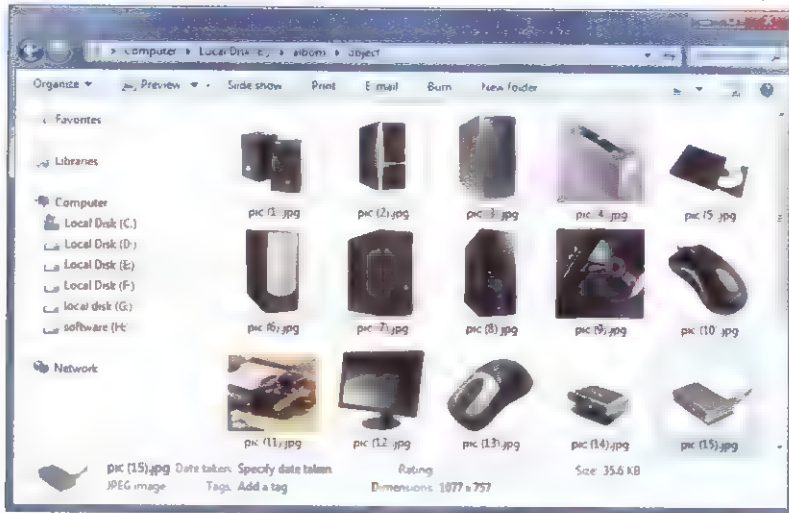 Computer ▸ Local Disk E:) ▸ albom ▸ object
Organize Preview Slide show Print E-mail Burn New folder
Favorites
Libraries
Computer
Local Disk (C:)
Local Disk (D:)
Local Disk (E:)
Local Disk (F:)
local disk (G:)
software (H:
Network
pic (1).jpg pic (2).jpg pic (3).jpg pic (4).jpg pic (5).jpg
pic (6).jpg pic (7).jpg pic (8).jpg pic (9).jpg pic (10).jpg
pic (11).jpg pic (12).jpg pic (13).jpg pic (14).jpg pic (15).jpg
pic (15).jpg Date taken: Specify date taken Rating: Size: 35.6 KB
JPEG image Tags: Add a tag Dimensions: 1077 x 757